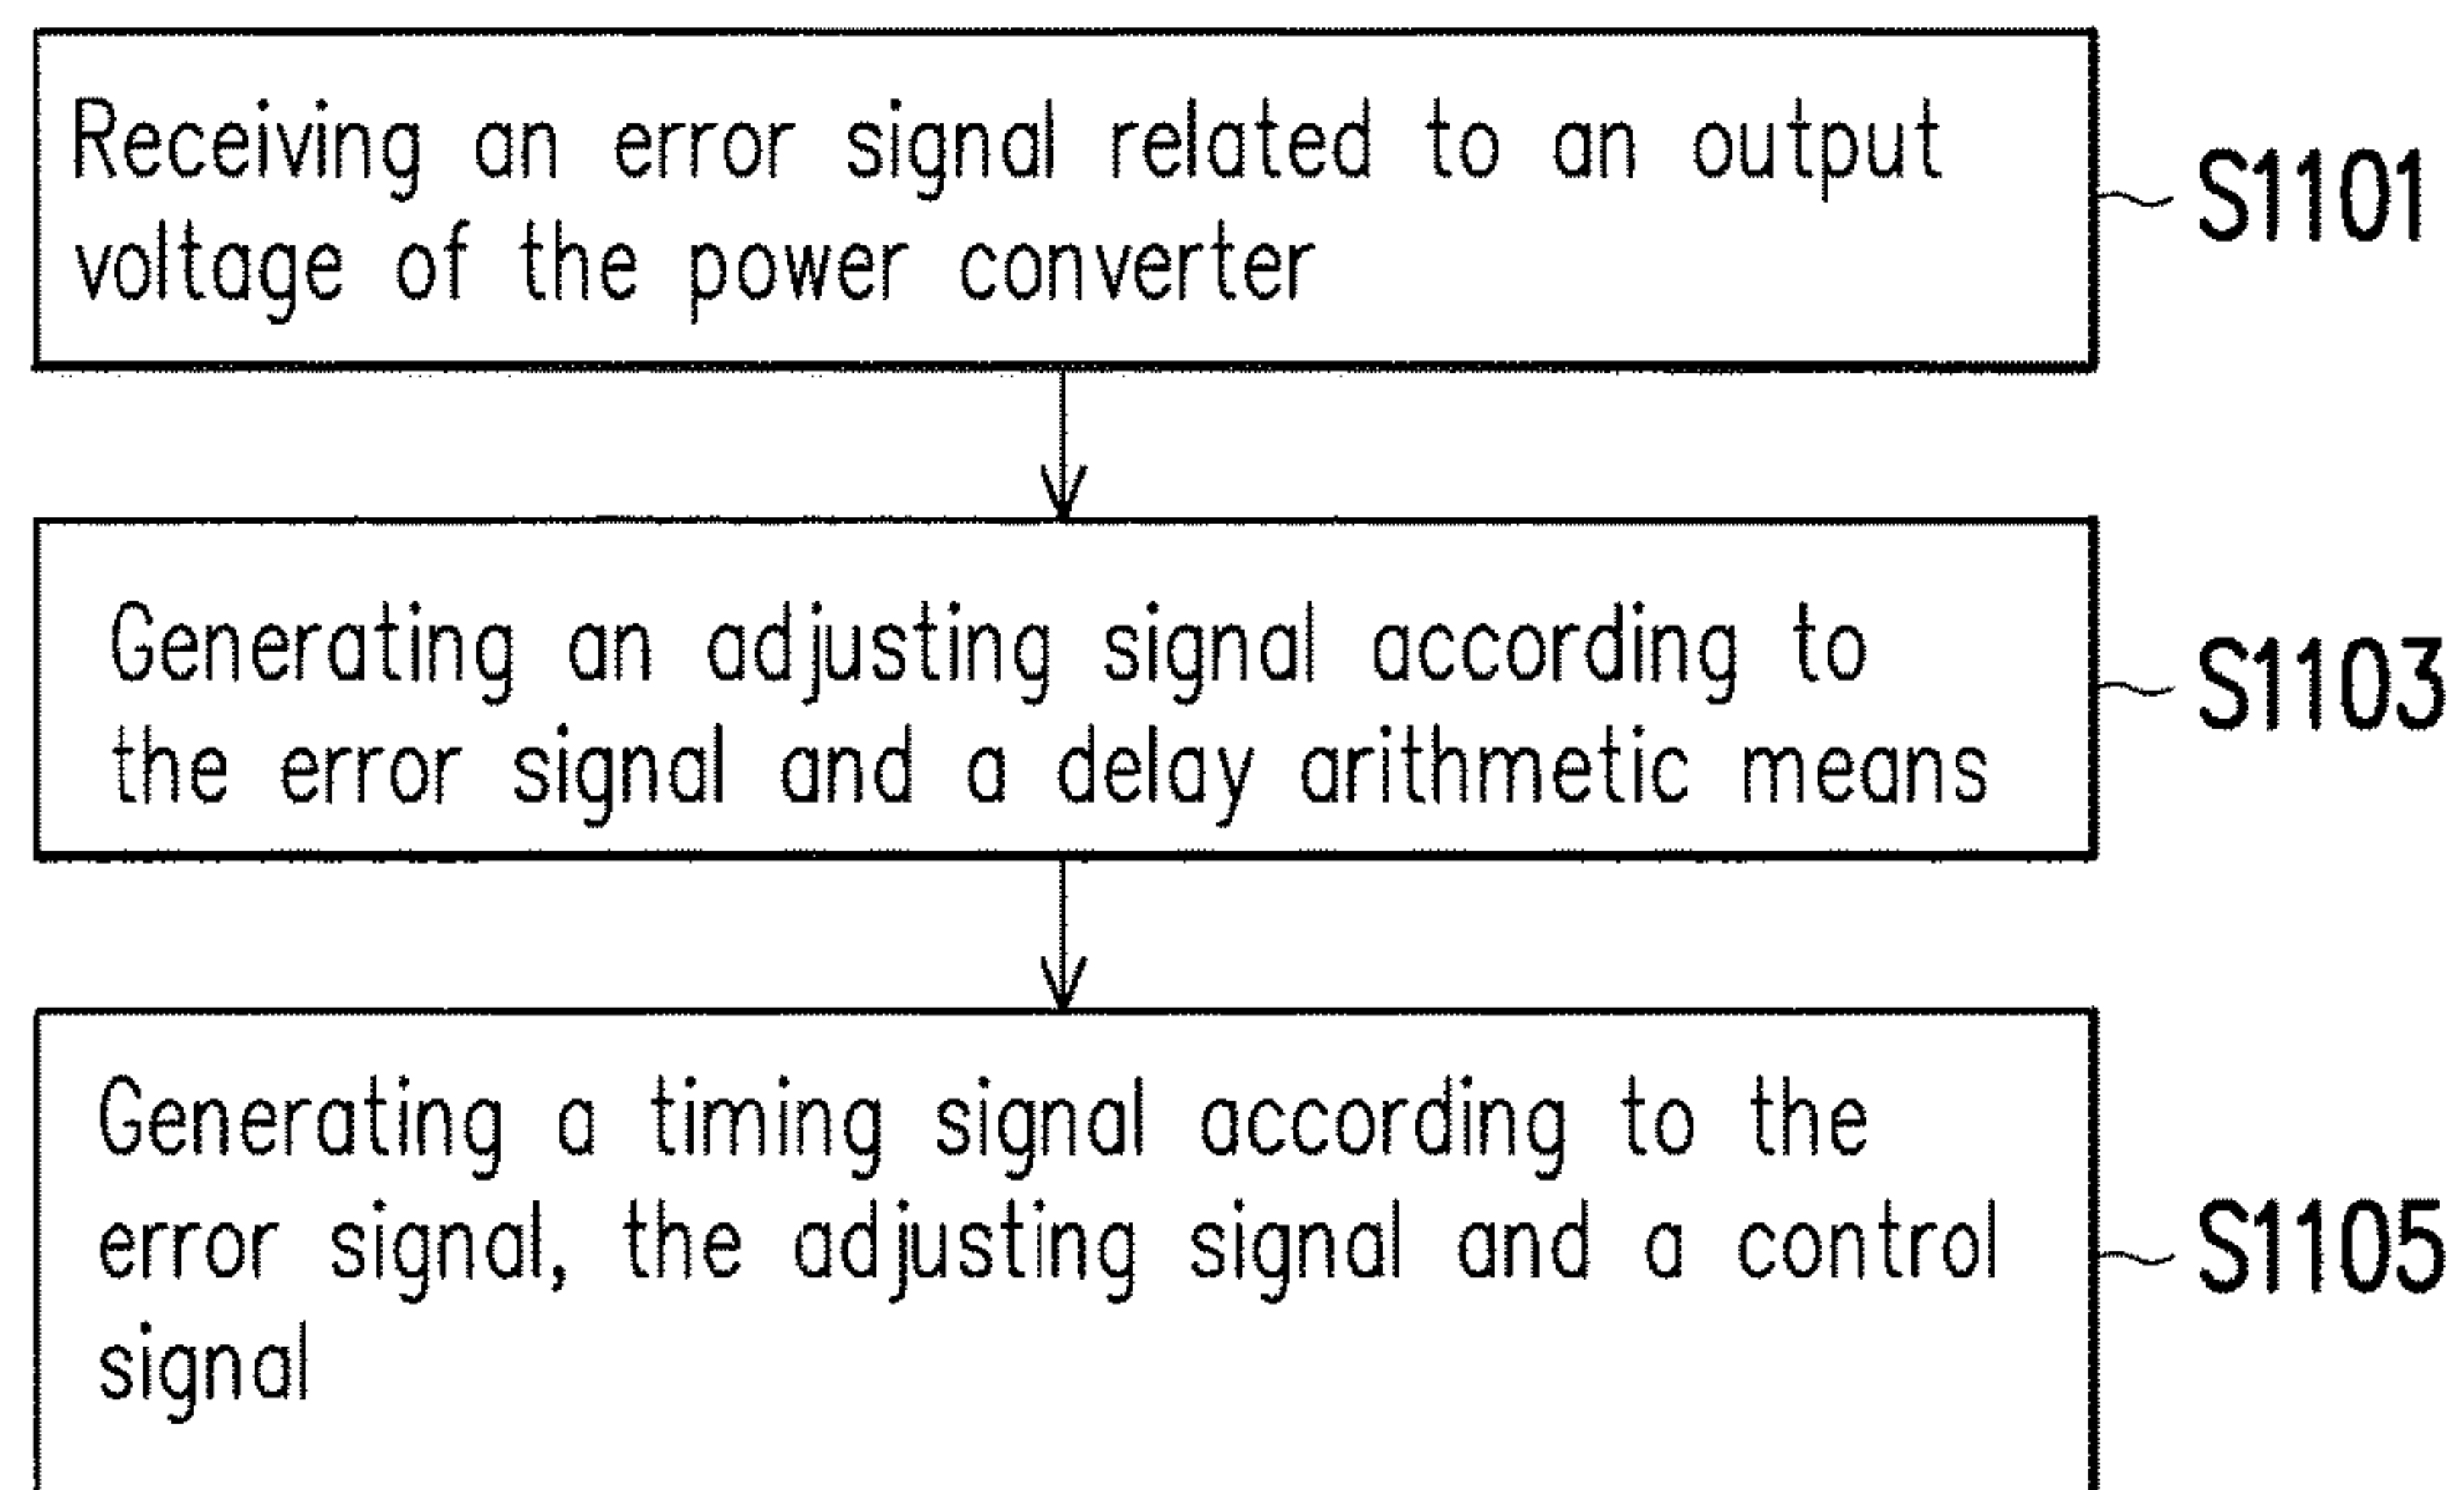 Receiving an error signal related to an output
voltage of the power converter
S1101
Generating an adjusting signal according to
the error signal and a delay arithmetic means
S1103
Generating a timing signal according to the
error signal, the adjusting signal and a control
signal
S1105